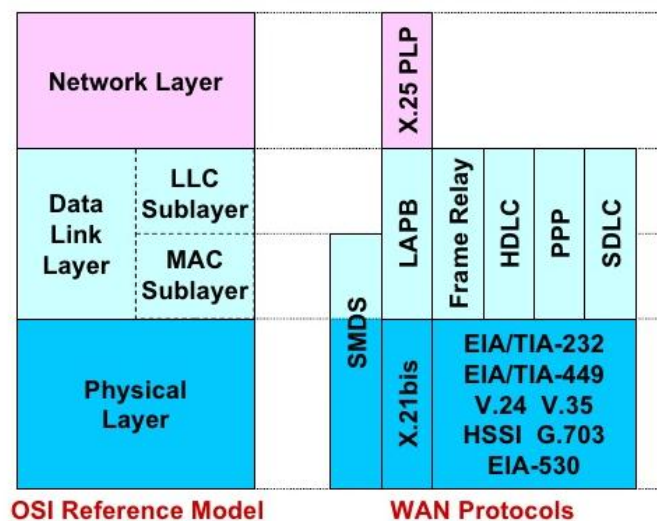 Network Layer
Data
Link
Layer
LLC
Sublayer
MAC
Sublayer
Physical
Layer
OSI Reference Model
SMDS
X.25 PLP
LAPB
X.21bis
Frame Relay
HDLC
PPP
SDLC
EIA/TIA-232
EIA/TIA-449
V.24 V.35
HSSI G.703
EIA-530
WAN Protocols